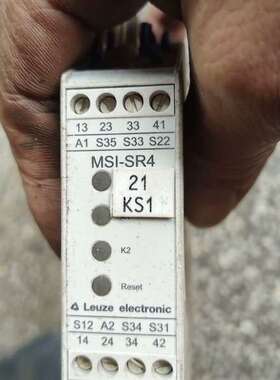 13 23 33 41
A1 S35 S33 S22
MSI-SR4
21
KS1
K2
Reset
Leuze electronic
S12 A2 S34 S31
14 24 34 42